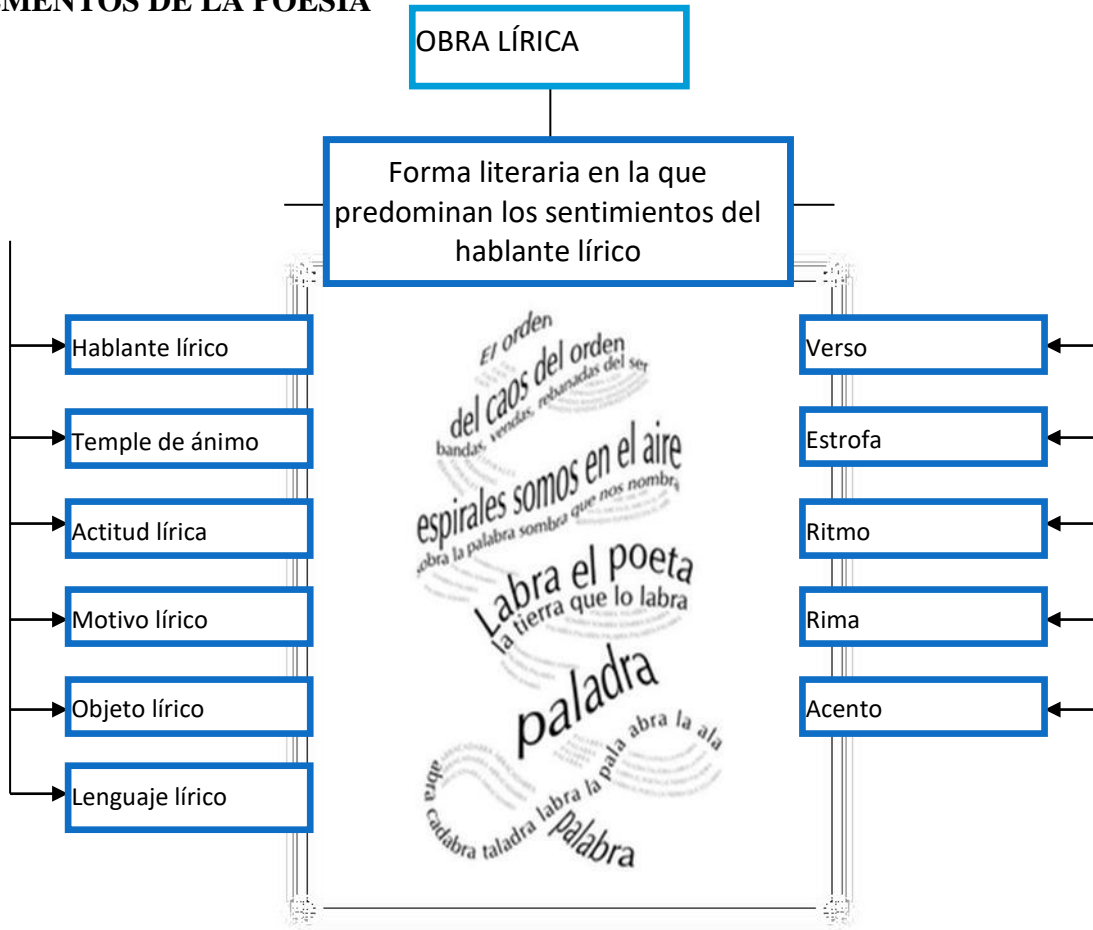 EMENTOS DE LA POESÍA
OBRA LÍRICA
Forma literaria en la que
predominan los sentimientos del
hablante lírico
Hablante lírico
Temple de ánimo
Actitud lírica
Motivo lírico
Objeto lírico
Lenguaje lírico
El orden
del caos del orden
bandas, vendas, rebanadas del ser
espirales somos en el aire
obra la palabra sombra que nos nombra
Labra el poeta
la tierra que lo labra
paladra
abra cadabra taladra labra la pala abra la ala
palabra
Verso
Estrofa
Ritmo
Rima
Acento